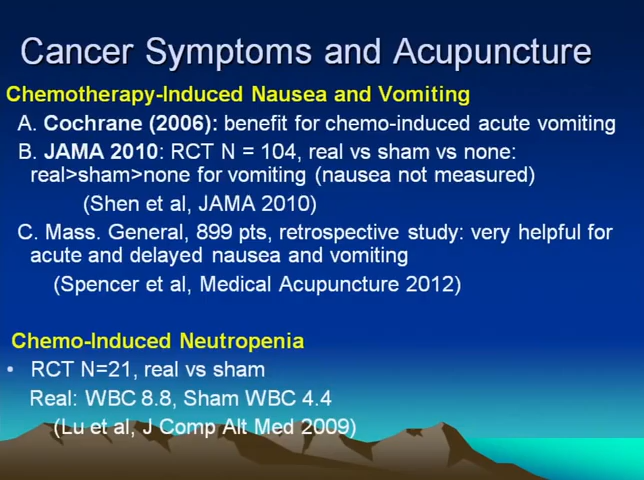 Cancer Symptoms and Acupuncture
Chemotherapy-Induced Nausea and Vomiting
A. Cochrane (2006): benefit for chemo-induced acute vomiting
B. JAMA 2010: RCT N = 104, real vs sham vs none:
real>sham>none for vomiting (nausea not measured)
(Shen et al, JAMA 2010)
C. Mass. General, 899 pts, retrospective study: very helpful for
acute and delayed nausea and vomiting
(Spencer et al, Medical Acupuncture 2012)
Chemo-Induced Neutropenia
• RCT N=21, real vs sham
Real: WBC 8.8, Sham WBC 4.4
(Lu et al, J Comp Alt Med 2009)